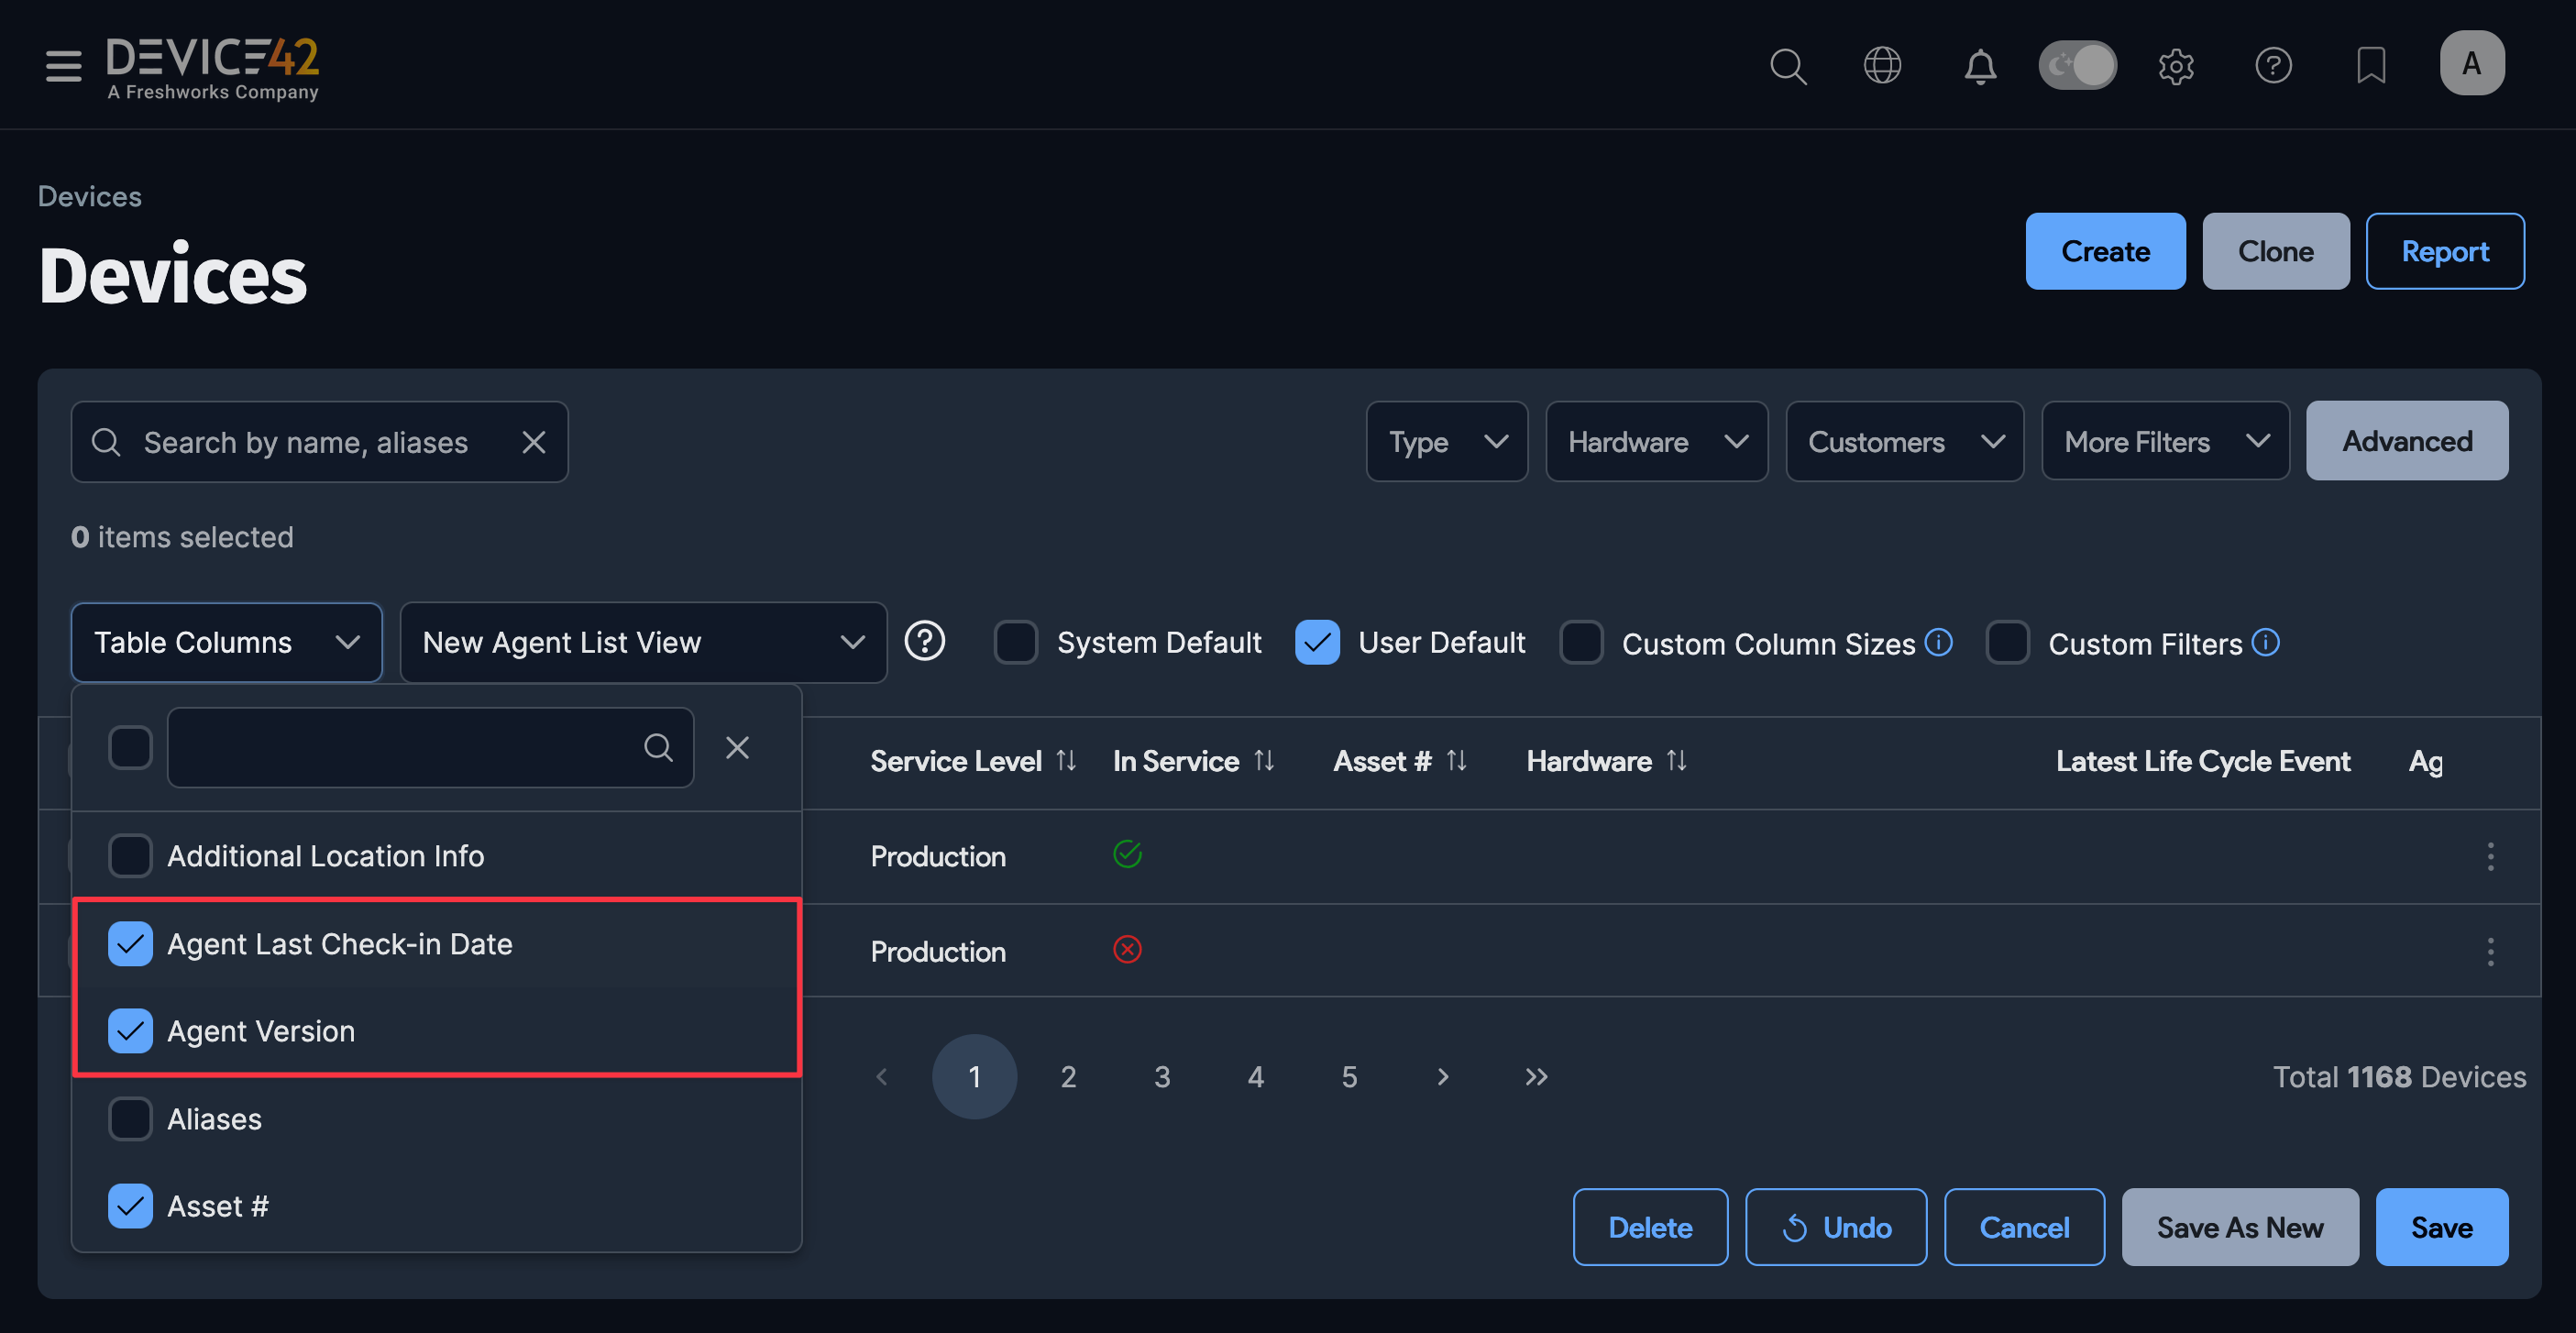 DEVICE42
A Freshworks Company
A
Devices
Devices
Create
Clone
Report
Search by name, aliases
Type
Hardware
Customers
More Filters
Advanced
0 items selected
Table Columns
New Agent List View
System Default
User Default
Custom Column Sizes
Custom Filters
Service Level
In Service
Asset #
Hardware
Latest Life Cycle Event
Ag
Additional Location Info
Production
Agent Last Check-in Date
Production
Agent Version
1 2 3 4 5
Total 1168 Devices
Aliases
Asset #
Delete
Undo
Cancel
Save As New
Save